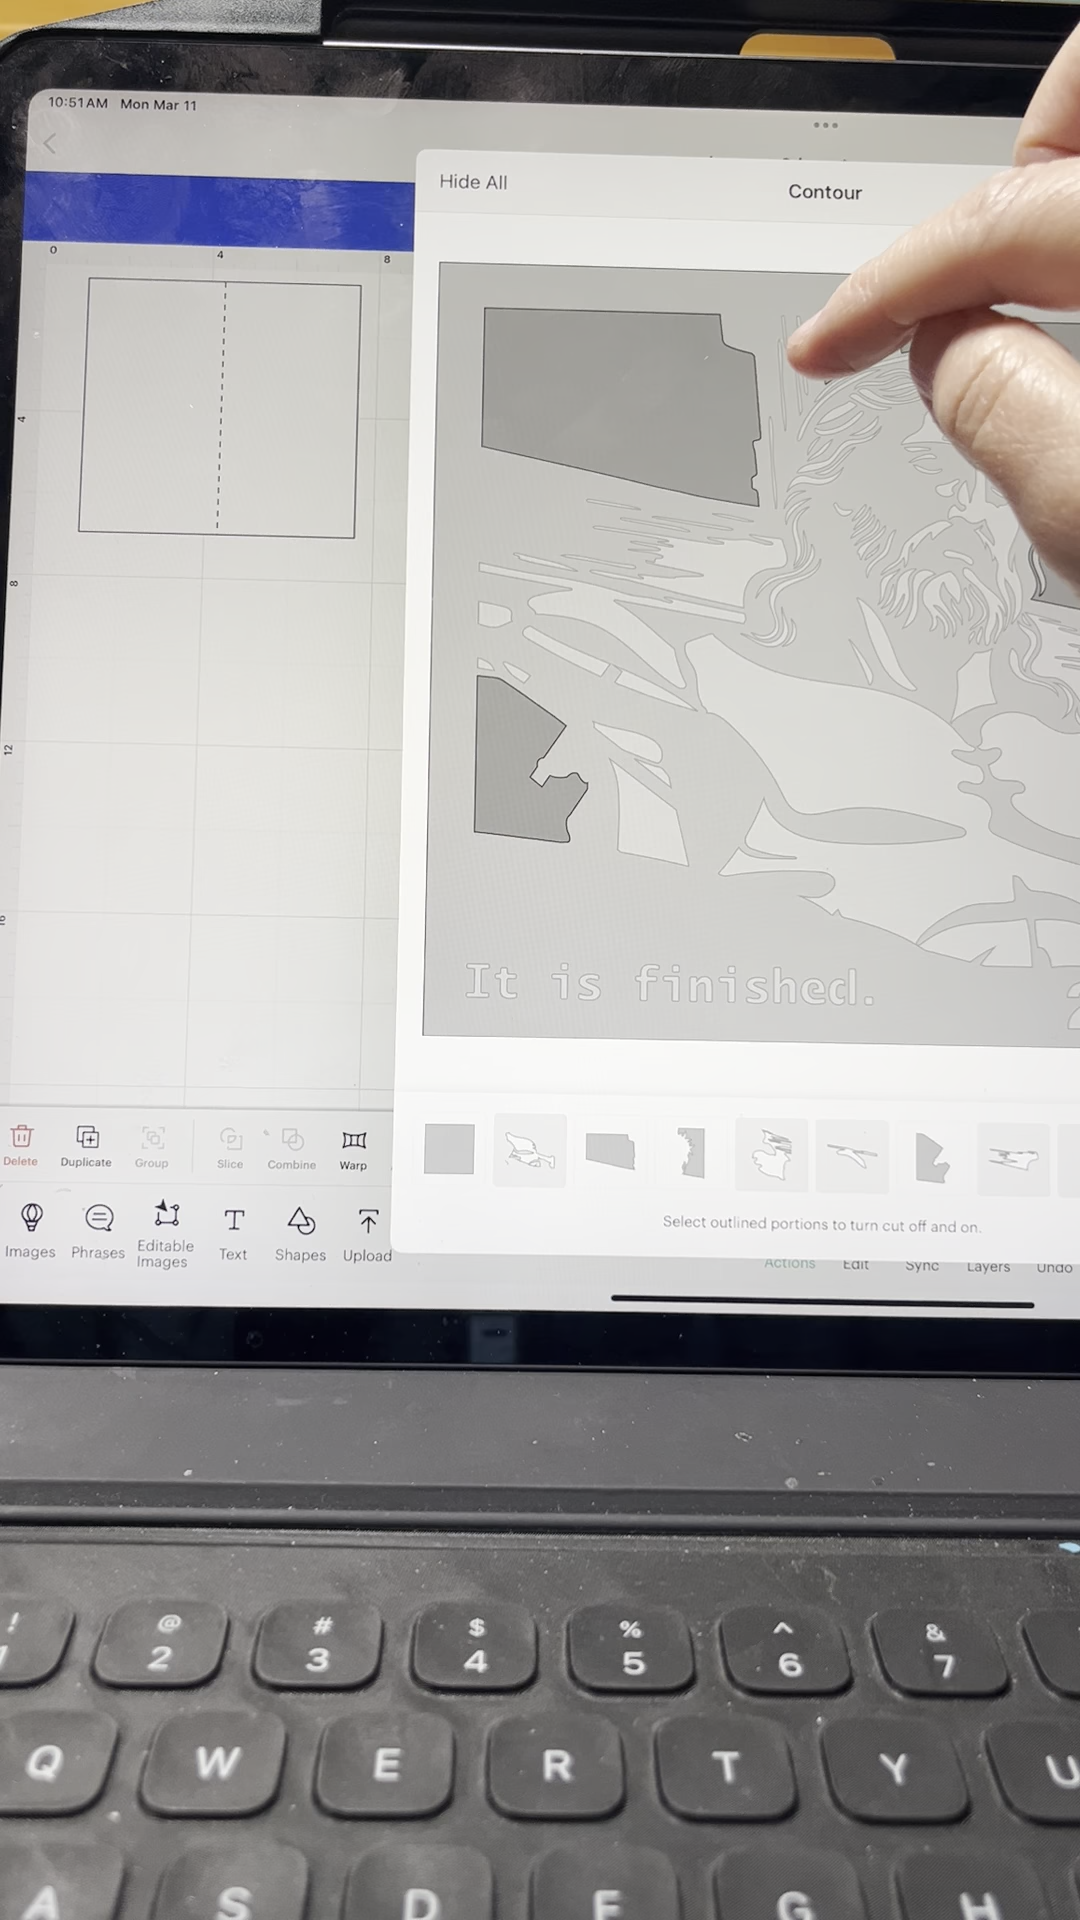 10:51 AM Mon Mar 11
Hide All
Contour
0
4
8
4
8
12
16
It is finished.
Delete
Duplicate
Group
Slice
Combine
Warp
Select outlined portions to turn cut off and on.
Images
Phrases
Editable
Images
Text
Shapes
Upload
Actions
Edit
Sync
Layers
Undo
! @ # $ % ^ &
1 2 3 4 5 6 7
Q W E R T Y U
A S D F G H